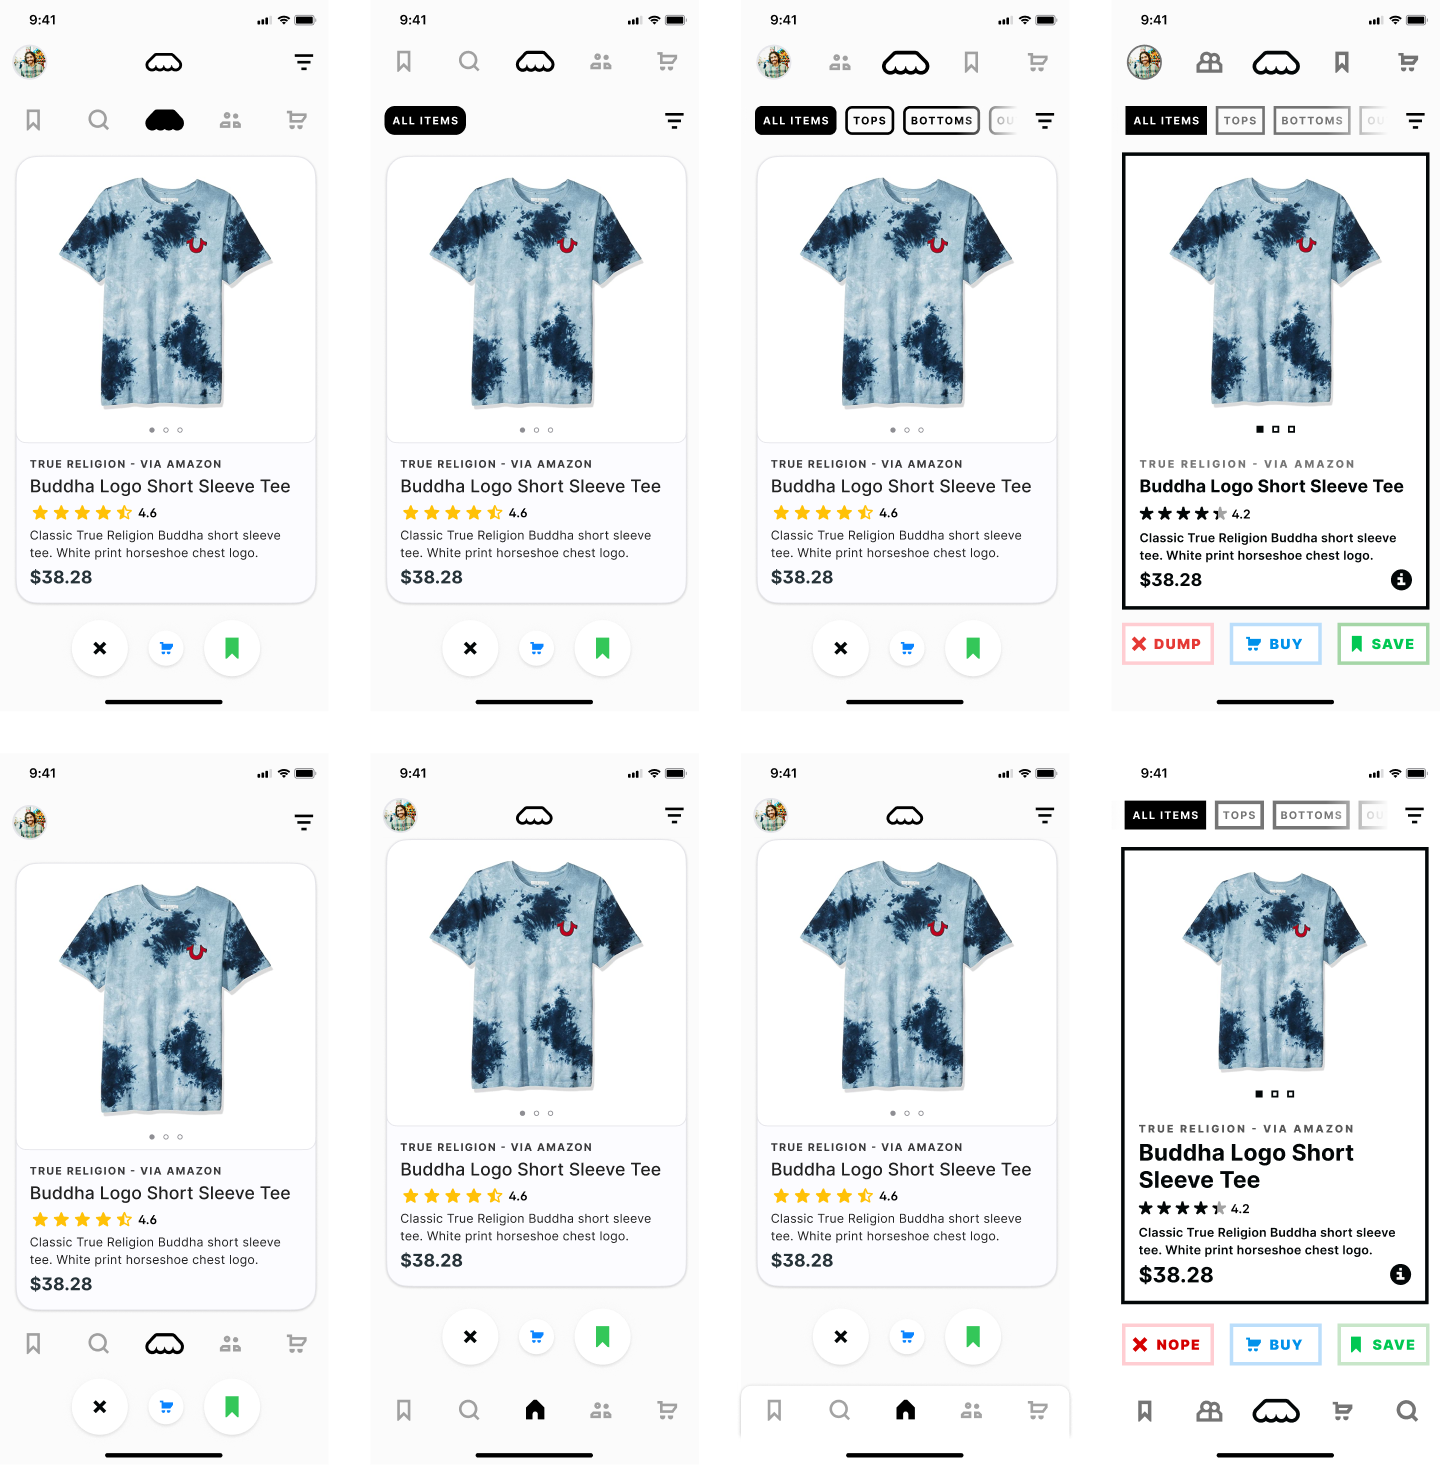 9:41
TRUE RELIGION - VIA AMAZON
Buddha Logo Short Sleeve Tee
4.6
Classic True Religion Buddha short sleeve
tee. White print horseshoe chest logo.
$38.28
9:41
ALL ITEMS
TRUE RELIGION - VIA AMAZON
Buddha Logo Short Sleeve Tee
4.6
Classic True Religion Buddha short sleeve
tee. White print horseshoe chest logo.
$38.28
9:41
ALL ITEMS TOPS BOTTOMS OU
TRUE RELIGION - VIA AMAZON
Buddha Logo Short Sleeve Tee
4.6
Classic True Religion Buddha short sleeve
tee. White print horseshoe chest logo.
$38.28
9:41
ALL ITEMS TOPS BOTTOMS OU
TRUE RELIGION - VIA AMAZON
Buddha Logo Short Sleeve Tee
4.2
Classic True Religion Buddha short sleeve
tee. White print horseshoe chest logo.
$38.28
DUMP BUY SAVE
9:41
TRUE RELIGION - VIA AMAZON
Buddha Logo Short Sleeve Tee
4.6
Classic True Religion Buddha short sleeve
tee. White print horseshoe chest logo.
$38.28
9:41
TRUE RELIGION - VIA AMAZON
Buddha Logo Short Sleeve Tee
4.6
Classic True Religion Buddha short sleeve
tee. White print horseshoe chest logo.
$38.28
9:41
TRUE RELIGION - VIA AMAZON
Buddha Logo Short Sleeve Tee
4.6
Classic True Religion Buddha short sleeve
tee. White print horseshoe chest logo.
$38.28
9:41
ALL ITEMS TOPS BOTTOMS OU
TRUE RELIGION - VIA AMAZON
Buddha Logo Short
Sleeve Tee
4.2
Classic True Religion Buddha short sleeve
tee. White print horseshoe chest logo.
$38.28
NOPE BUY SAVE